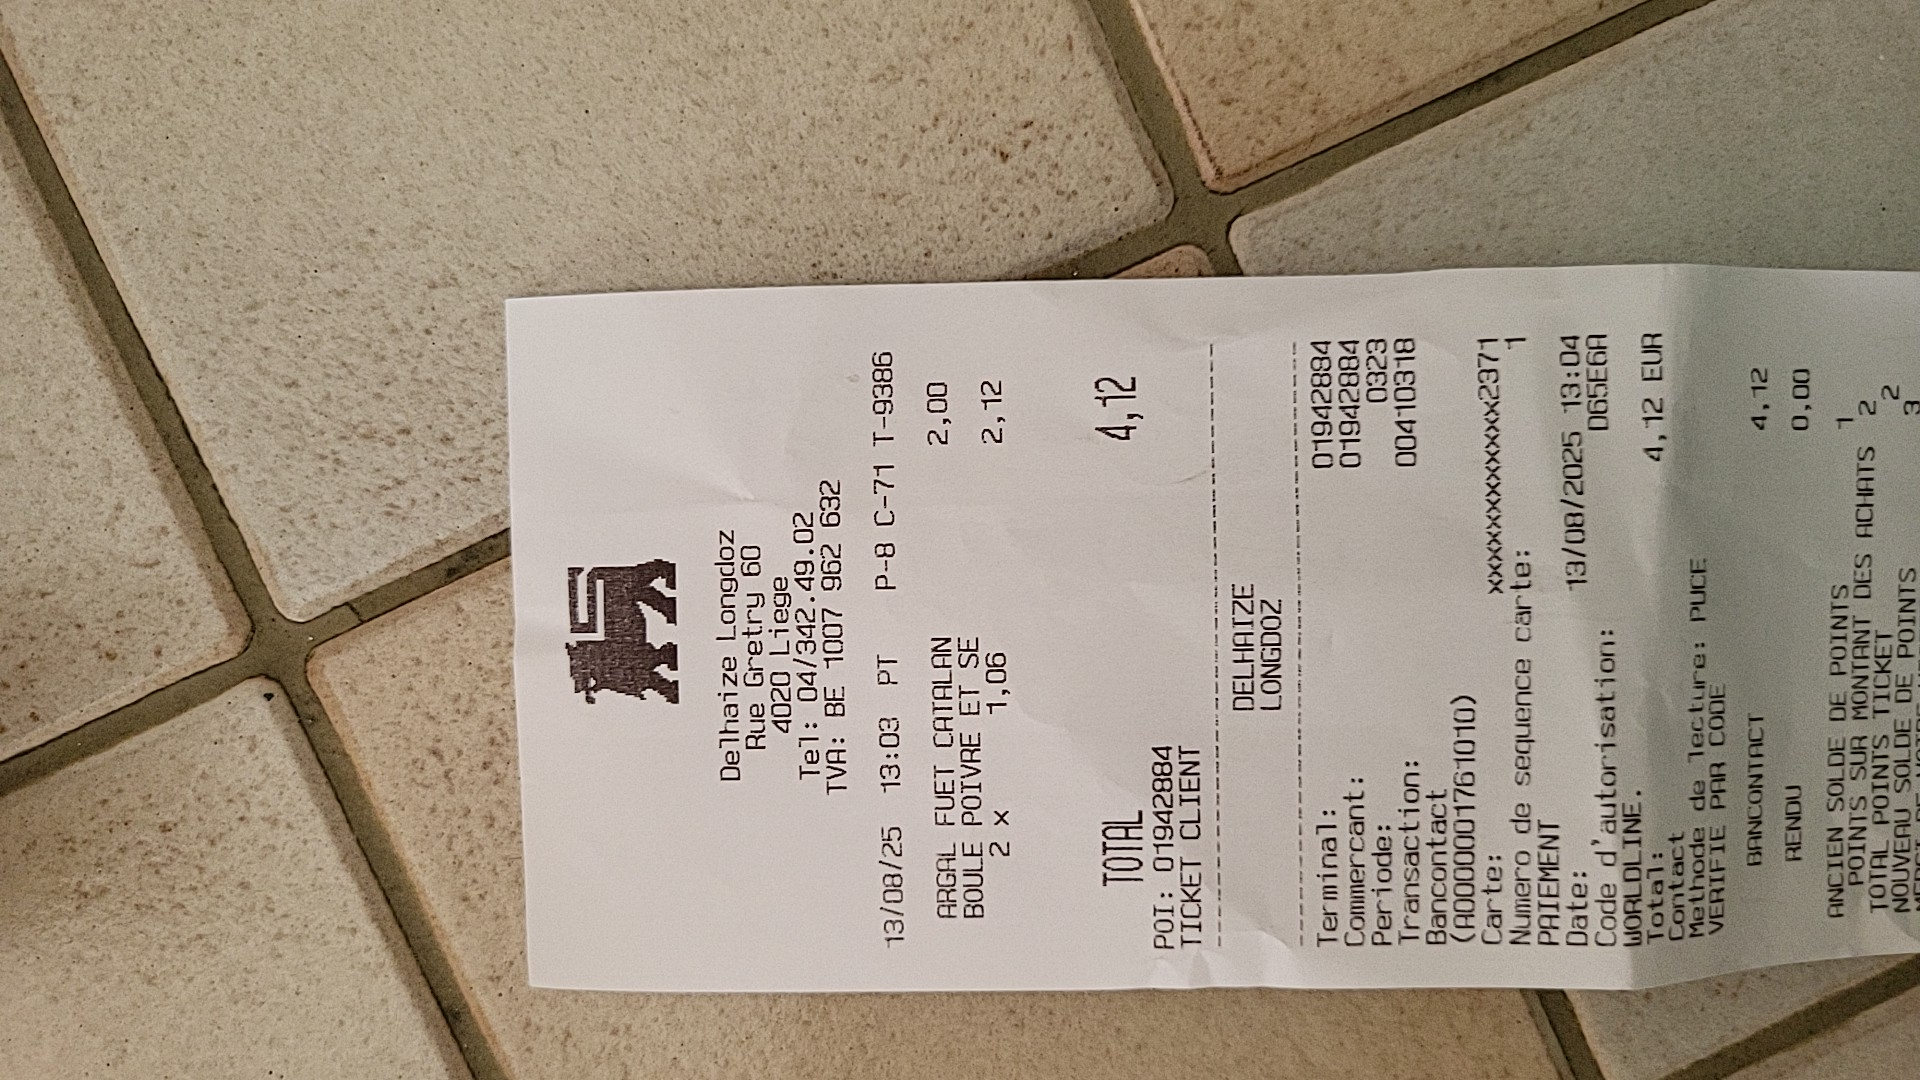 Delhaize Longdoz
Rue Gretry 60
4020 Liege
Tel: 04/342.49.02
TVA: BE 1007 962 632
13/08/25 13:03 PT P-8 C-71 T-9386
ARGAL FUET CATALAN 2,00
BOULE POIVRE ET SE
2 x 1,06 2,12
TOTAL 4,12
POI: 01942884
TICKET CLIENT
DELHAIZE
LONGDOZ
Terminal: 01942884
Commercant: 01942884
Periode: 0323
Transaction: 00410318
Bancontact
(A0000001761010)
Carte: xxxxxxxxxxxxx2371
Numero de sequence carte: 1
PAIEMENT
Date: 13/08/2025 13:04
Code d'autorisation: D65E6A
WORLDLINE.
Total: 4,12 EUR
Contact
Methode de lecture: PUCE
VERIFIE PAR CODE
BANCONTACT 4,12
RENDU 0,00
ANCIEN SOLDE DE POINTS 1
POINTS SUR MONTANT DES ACHATS 2
TOTAL POINTS TICKET 2
NOUVEAU SOLDE DE POINTS 3